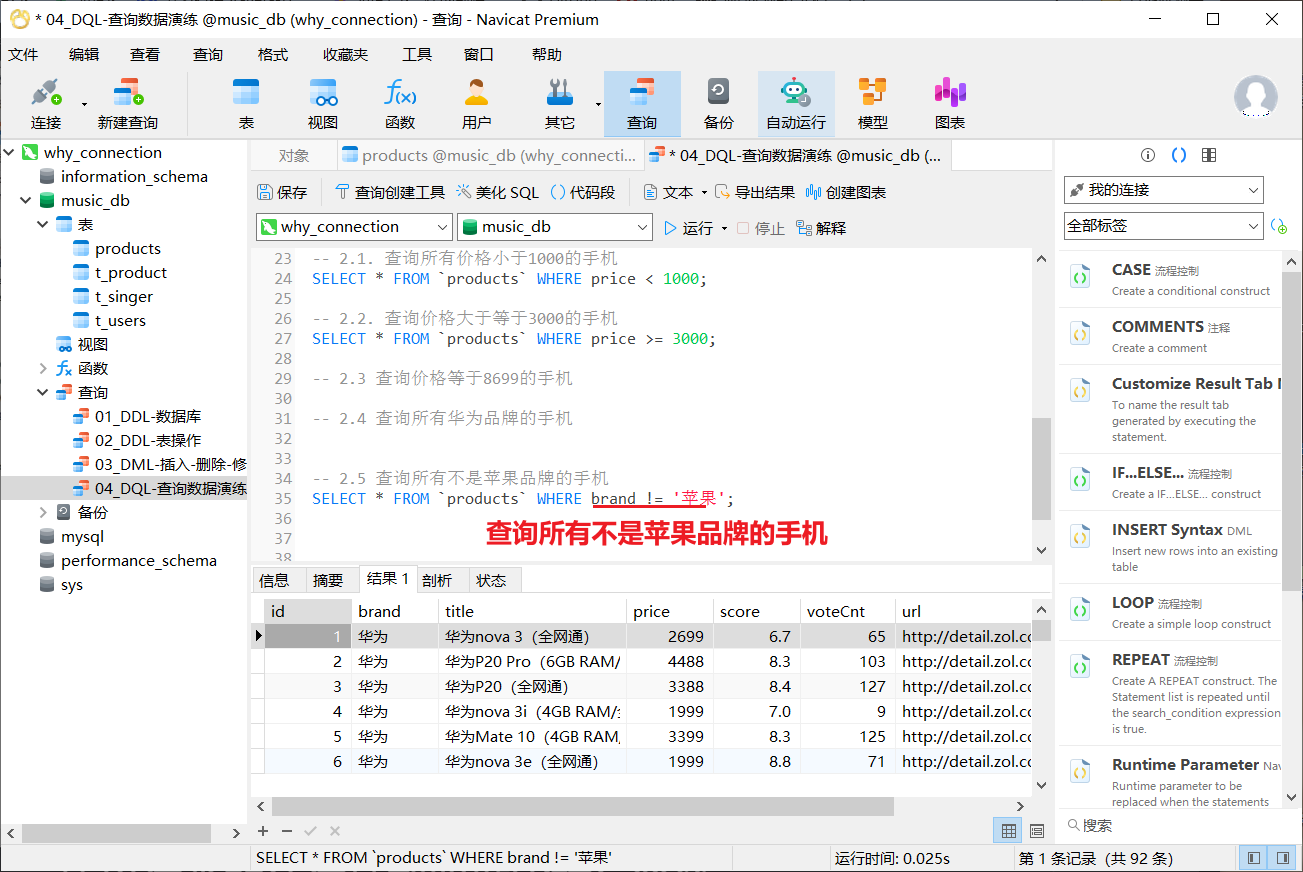 * 04_DQL-查询数据演练 @music_db (why_connection) - 查询 - Navicat Premium
文件 编辑 查看 查询 格式 收藏夹 工具 窗口 帮助
连接 新建查询 表 视图 函数 用户 其它 查询 备份 自动运行 模型 图表
why_connection
information_schema
music_db
表
products
t_product
t_singer
t_users
视图
函数
查询
01_DDL-数据库
02_DDL-表操作
03_DML-插入-删除-修
04_DQL-查询数据演练
备份
mysql
performance_schema
sys
对象 products @music_db (why_connecti... * 04_DQL-查询数据演练 @music_db (...
保存 查询创建工具 美化 SQL () 代码段 文本 导出结果 创建图表
why_connection music_db 运行 停止 解释
23 -- 2.1. 查询所有价格小于1000的手机
24 SELECT * FROM `products` WHERE price < 1000;
25
26 -- 2.2. 查询价格大于等于3000的手机
27 SELECT * FROM `products` WHERE price >= 3000;
28
29 -- 2.3 查询价格等于8699的手机
30
31 -- 2.4 查询所有华为品牌的手机
32
33
34 -- 2.5 查询所有不是苹果品牌的手机
35 SELECT * FROM `products` WHERE brand != '苹果';
36
37
38
查询所有不是苹果品牌的手机
信息 摘要 结果 1 剖析 状态
id brand title price score voteCnt url
1 华为 华为nova 3（全网通） 2699 6.7 65 http://detail.zol.cc
2 华为 华为P20 Pro（6GB RAM/ 4488 8.3 103 http://detail.zol.cc
3 华为 华为P20（全网通） 3388 8.4 127 http://detail.zol.cc
4 华为 华为nova 3i（4GB RAM/ 1999 7.0 9 http://detail.zol.cc
5 华为 华为Mate 10（4GB RAM, 3399 8.3 125 http://detail.zol.cc
6 华为 华为nova 3e（全网通） 1999 8.8 71 http://detail.zol.cc
SELECT * FROM `products` WHERE brand != '苹果' 运行时间: 0.025s 第 1 条记录（共 92 条）
我的连接
全部标签
CASE 流程控制
Create a conditional construct
COMMENTS 注释
Create a comment
Customize Result Tab N
To name the result tab
generated by executing the
statement.
IF...ELSE... 流程控制
Create a IF...ELSE... construct
INSERT Syntax DML
Insert new rows into an existing
table
LOOP 流程控制
Create a simple loop construct
REPEAT 流程控制
Create A REPEAT construct. The
Statement list is repeated until
the search_condition expression
is true.
Runtime Parameter Nav
Runtime parameter to be
replaced when the statements
搜索